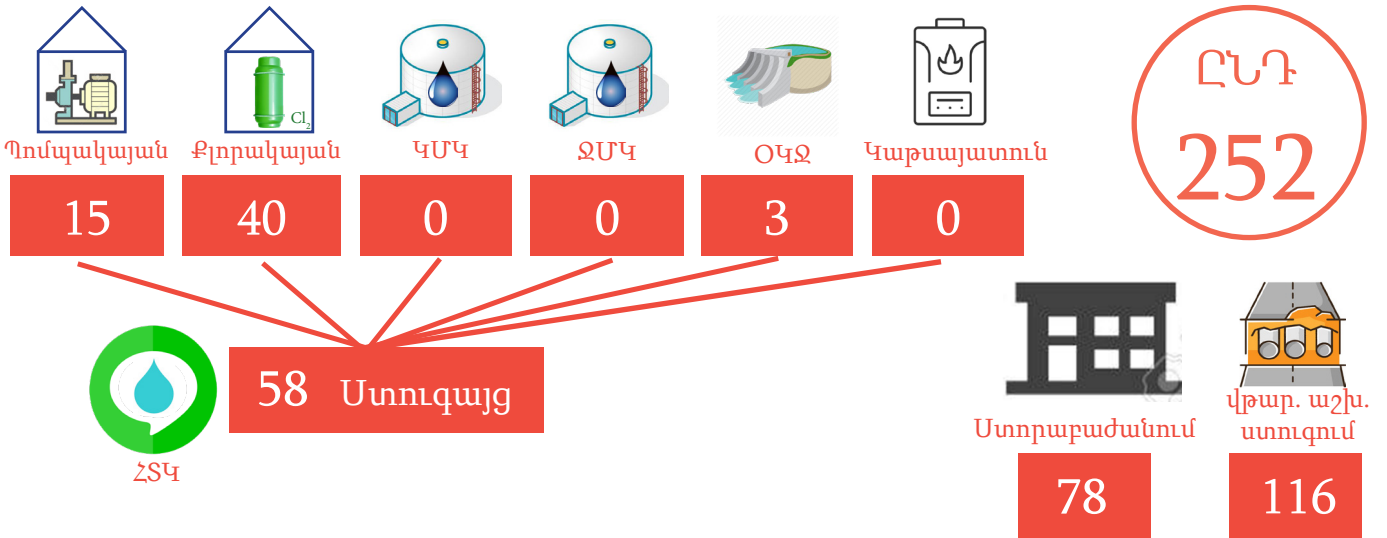 Cl2
Պոմպակայան
Քլորակայան
ԿՄԿ
ՋՄԿ
ՕԿՋ
Կաթսայատուն
15
40
0
0
3
0
ԸՆԴ
252
58 Ստուգայց
ՀՏԿ
Ստորաբաժանում
78
վթար. աշխ.
ստուգում
116